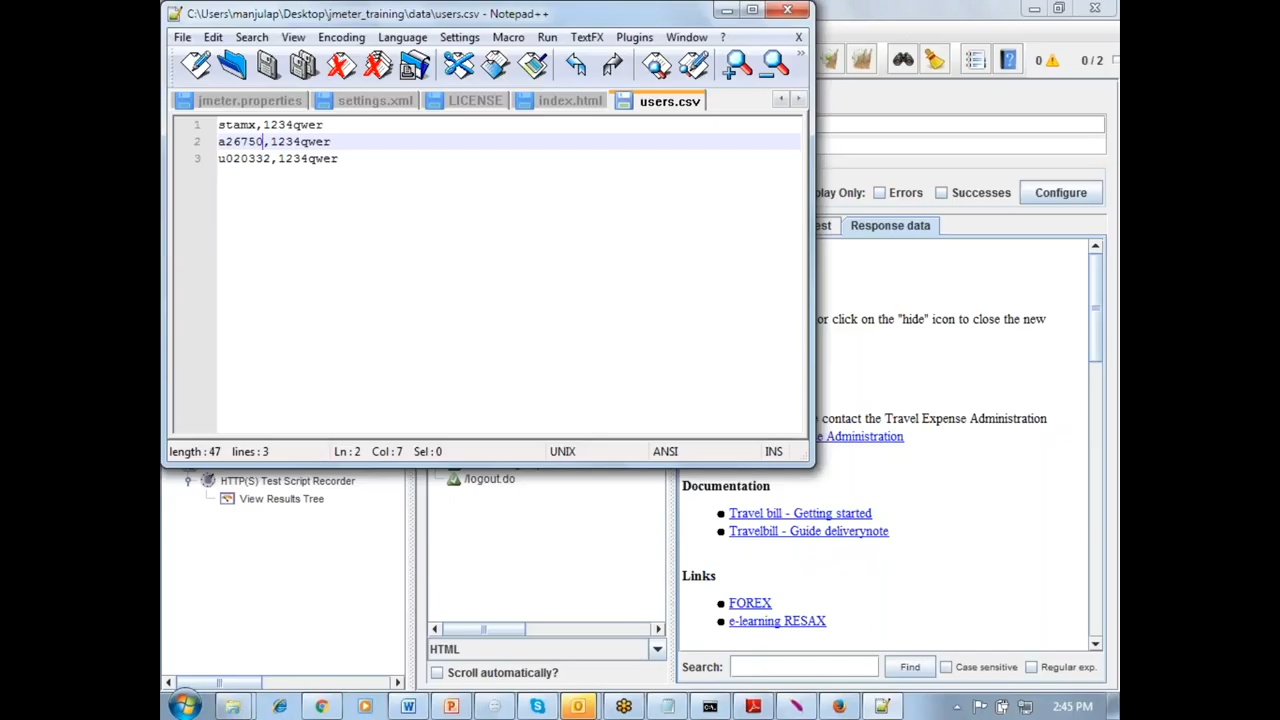 C:\Users\manjulap\Desktop\jmeter_training\data\users.csv - Notepad++
File Edit Search View Encoding Language Settings Macro Run TextFX Plugins Window ? X
0 0 / 2
jmeter.properties settings.xml LICENSE index.html users.csv
1 stamx,1234qwer
2 a26750,1234qwer
3 u020332,1234qwer
play Only: Errors Successes Configure
est Response data
or click on the "hide" icon to close the new
o contact the Travel Expense Administration
e Administration
length : 47 lines : 3 Ln : 2 Col : 7 Sel : 0 UNIX ANSI INS
HTTP(S) Test Script Recorder
View Results Tree
/logout.do
Documentation
Travel bill - Getting started
Travelbill - Guide deliverynote
Links
FOREX
e-learning RESAX
HTML
Scroll automatically?
Search: Find Case sensitive Regular exp.
2:45 PM